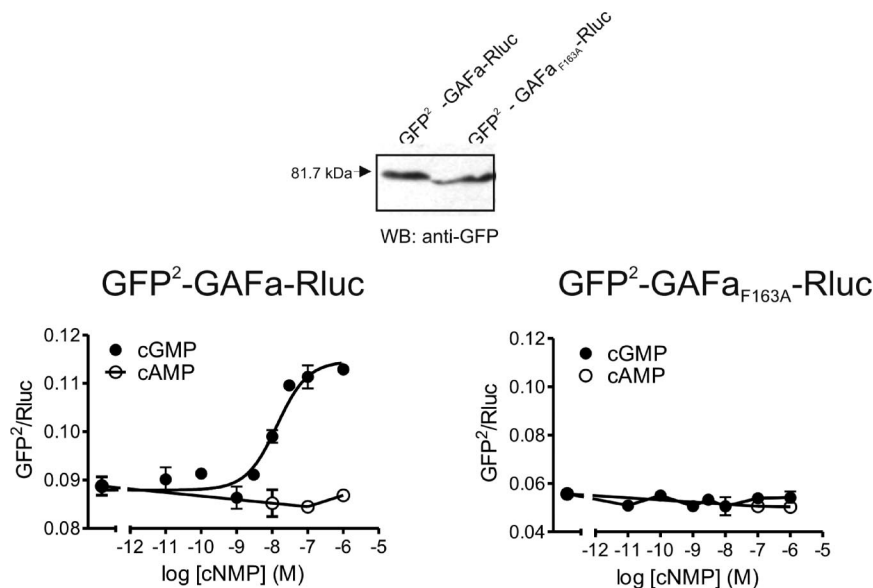 GFP²-GAFa-Rluc
GFP²- GAFa F163A-Rluc
81.7 kDa
WB: anti-GFP
GFP²-GAFa-Rluc
0.12
0.11
0.10
0.09
0.08
GFP²/Rluc
cGMP
cAMP
-12 -11 -10 -9 -8 -7 -6 -5
log [cNMP] (M)
GFP²-GAFaF163A-Rluc
0.12
0.10
0.08
0.06
0.04
GFP²/Rluc
cGMP
cAMP
-12 -11 -10 -9 -8 -7 -6 -5
log [cNMP] (M)